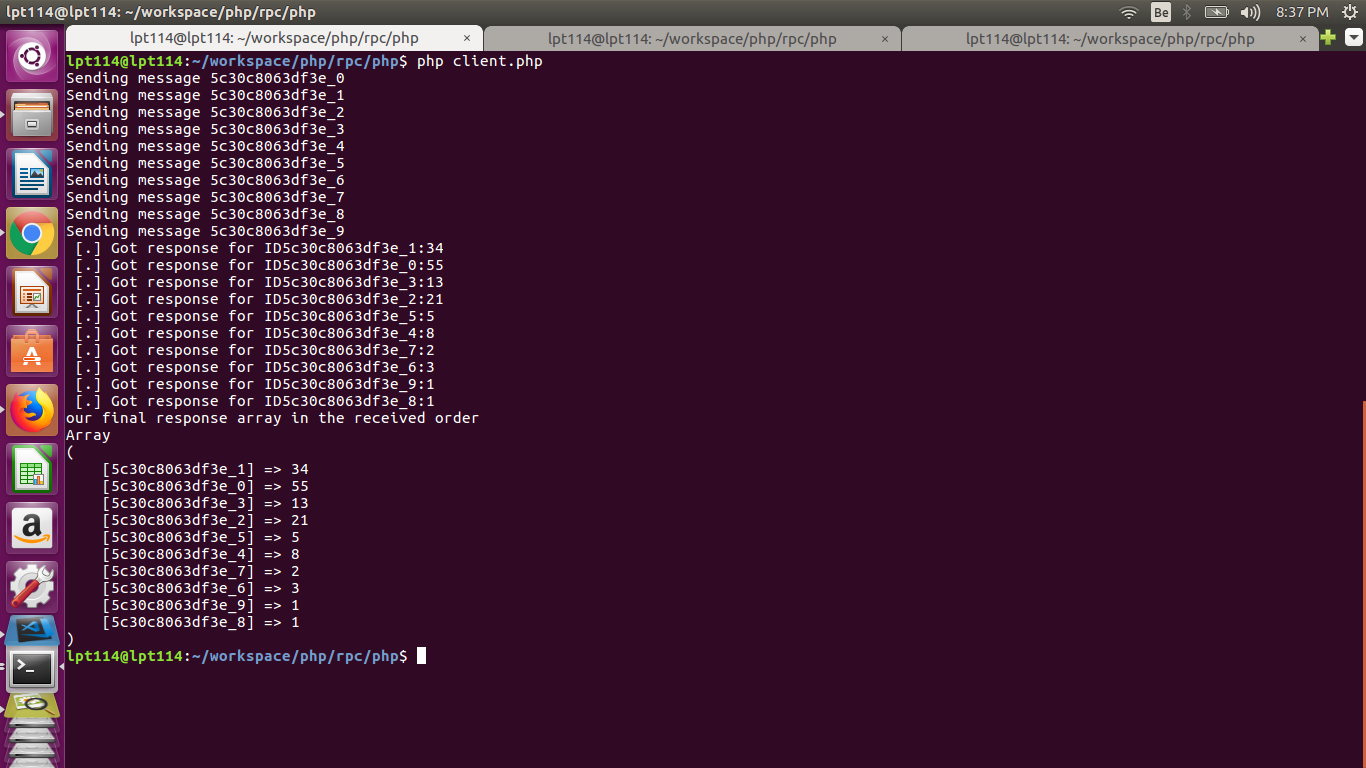 lpt114@lpt114: ~/workspace/php/rpc/php
Be
8:37 PM
lpt114@lpt114: ~/workspace/php/rpc/php ×
lpt114@lpt114: ~/workspace/php/rpc/php ×
lpt114@lpt114: ~/workspace/php/rpc/php ×
lpt114@lpt114:~/workspace/php/rpc/php$ php client.php
Sending message 5c30c8063df3e_0
Sending message 5c30c8063df3e_1
Sending message 5c30c8063df3e_2
Sending message 5c30c8063df3e_3
Sending message 5c30c8063df3e_4
Sending message 5c30c8063df3e_5
Sending message 5c30c8063df3e_6
Sending message 5c30c8063df3e_7
Sending message 5c30c8063df3e_8
Sending message 5c30c8063df3e_9
 [.] Got response for ID5c30c8063df3e_1:34
 [.] Got response for ID5c30c8063df3e_0:55
 [.] Got response for ID5c30c8063df3e_3:13
 [.] Got response for ID5c30c8063df3e_2:21
 [.] Got response for ID5c30c8063df3e_5:5
 [.] Got response for ID5c30c8063df3e_4:8
 [.] Got response for ID5c30c8063df3e_7:2
 [.] Got response for ID5c30c8063df3e_6:3
 [.] Got response for ID5c30c8063df3e_9:1
 [.] Got response for ID5c30c8063df3e_8:1
our final response array in the received order
Array
(
    [5c30c8063df3e_1] => 34
    [5c30c8063df3e_0] => 55
    [5c30c8063df3e_3] => 13
    [5c30c8063df3e_2] => 21
    [5c30c8063df3e_5] => 5
    [5c30c8063df3e_4] => 8
    [5c30c8063df3e_7] => 2
    [5c30c8063df3e_6] => 3
    [5c30c8063df3e_9] => 1
    [5c30c8063df3e_8] => 1
)
lpt114@lpt114:~/workspace/php/rpc/php$